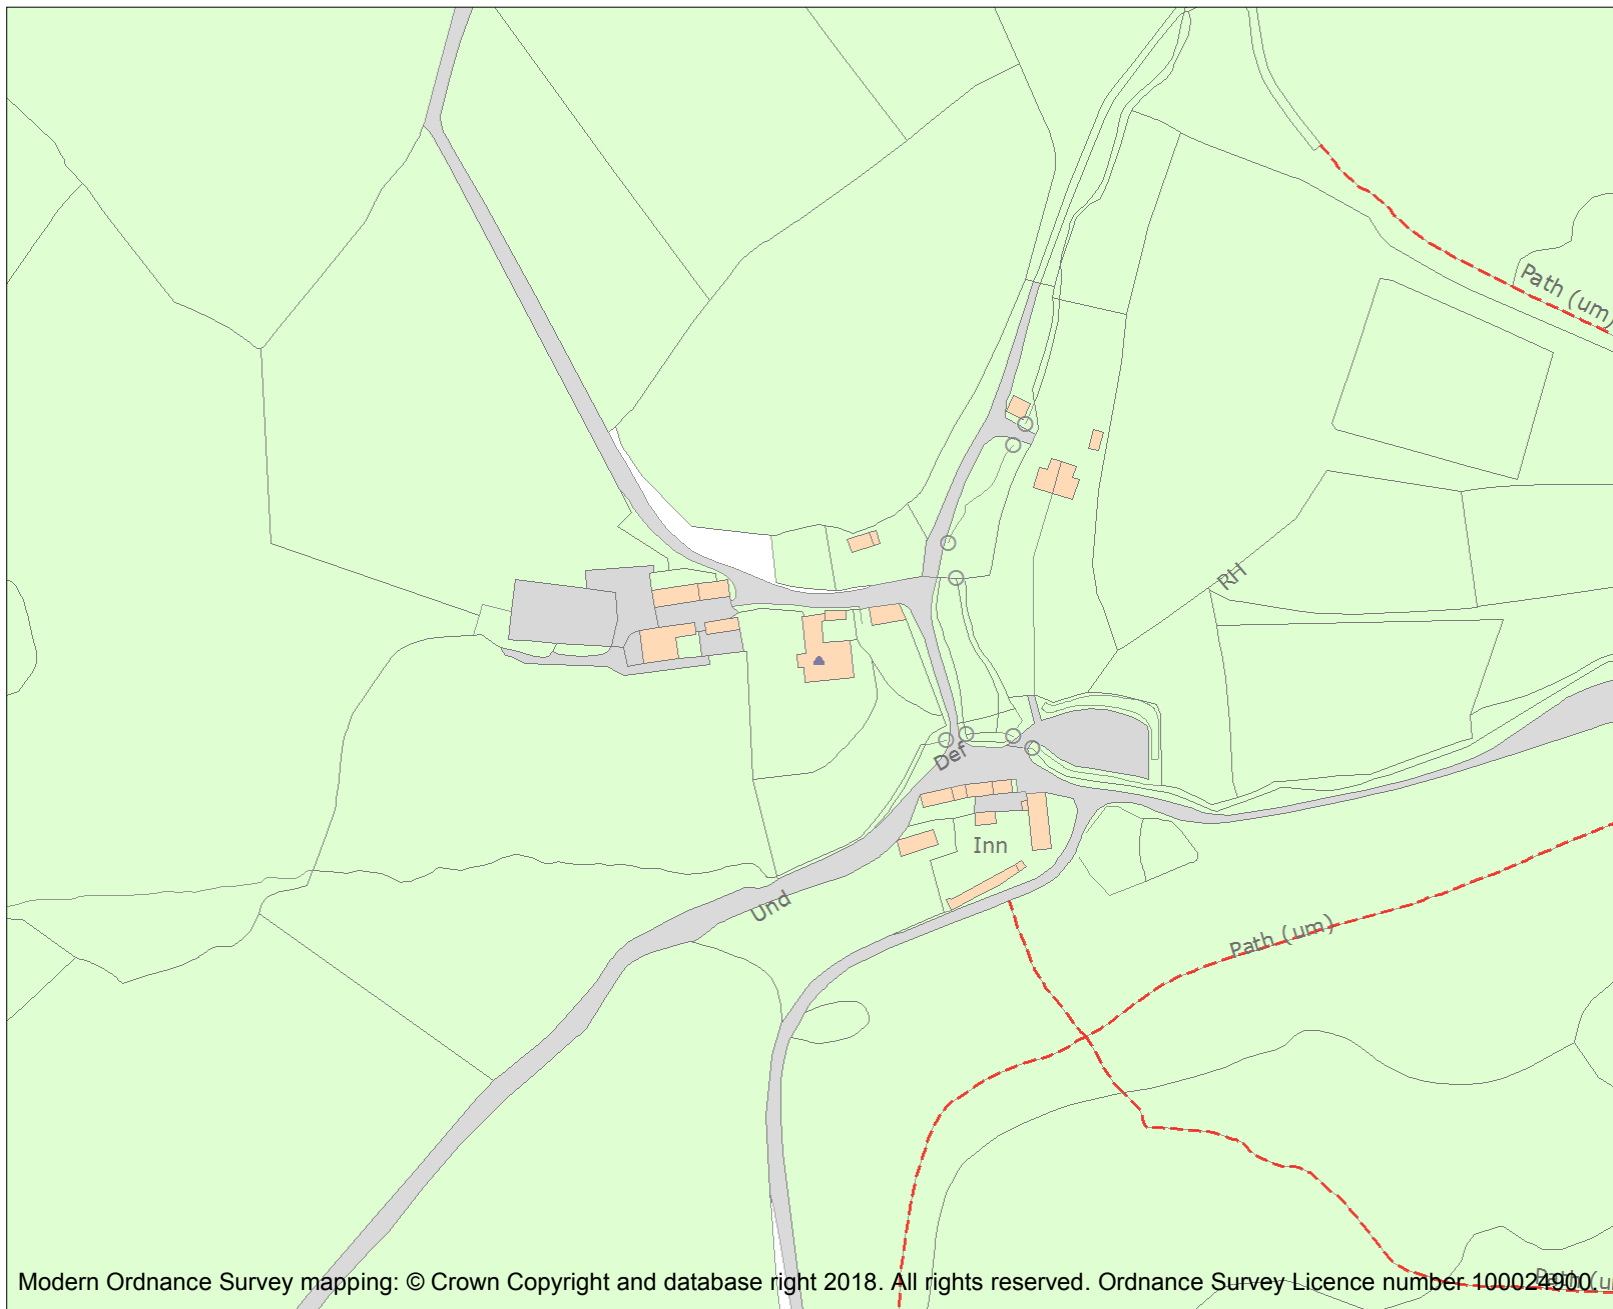 Path (um)
RH
Def
Inn
Und
Path (um)
Modern Ordnance Survey mapping: © Crown Copyright and database right 2018. All rights reserved. Ordnance Survey Licence number 100024900.
Path (u